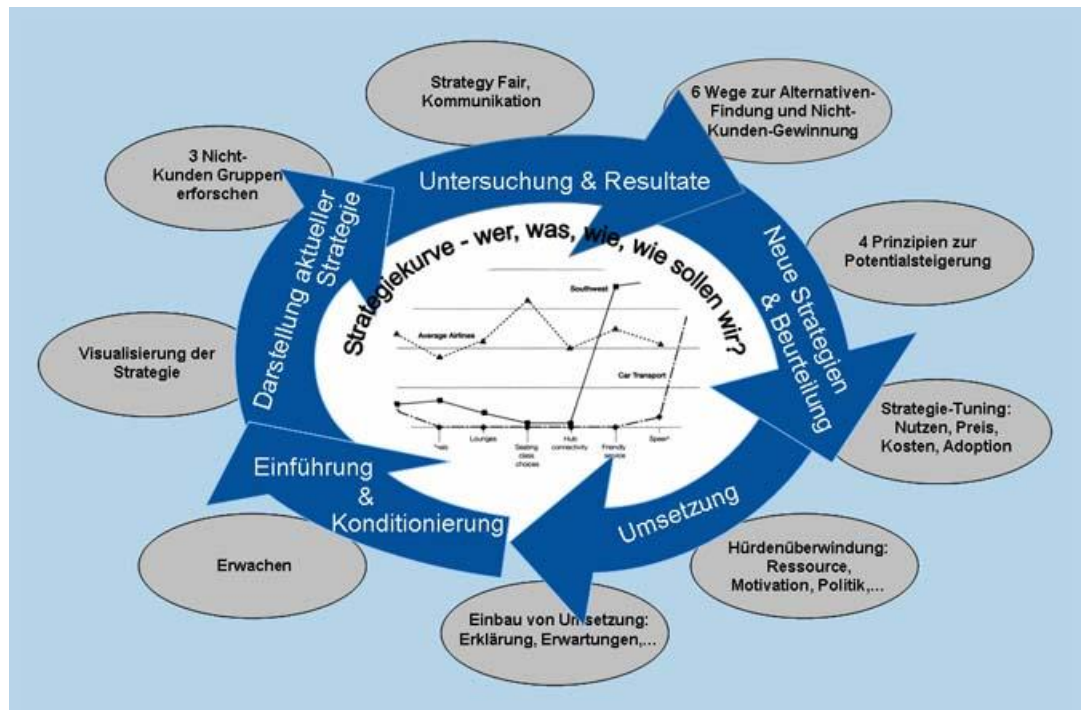 Strategy Fair,
Kommunikation
6 Wege zur Alternativen-
Findung und Nicht-
Kunden-Gewinnung
3 Nicht-
Kunden Gruppen
erforschen
4 Prinzipien zur
Potentialsteigerung
Visualisierung der
Strategie
Strategie-Tuning:
Nutzen, Preis,
Kosten, Adoption
Erwachen
Hürdenüberwindung:
Ressource,
Motivation, Politik,...
Einbau von Umsetzung:
Erklärung, Erwartungen,...
Untersuchung & Resultate
Neue Strategien
& Beurteilung
Umsetzung
Einführung
&
Konditionierung
Darstellung aktueller
Strategie
Strategiekurve - wer, was, wie, wie sollen wir?
Southwest
Average Airlines
Car Transport
Lounges
Seating
class
choices
Hub
connectivity
Friendly
service